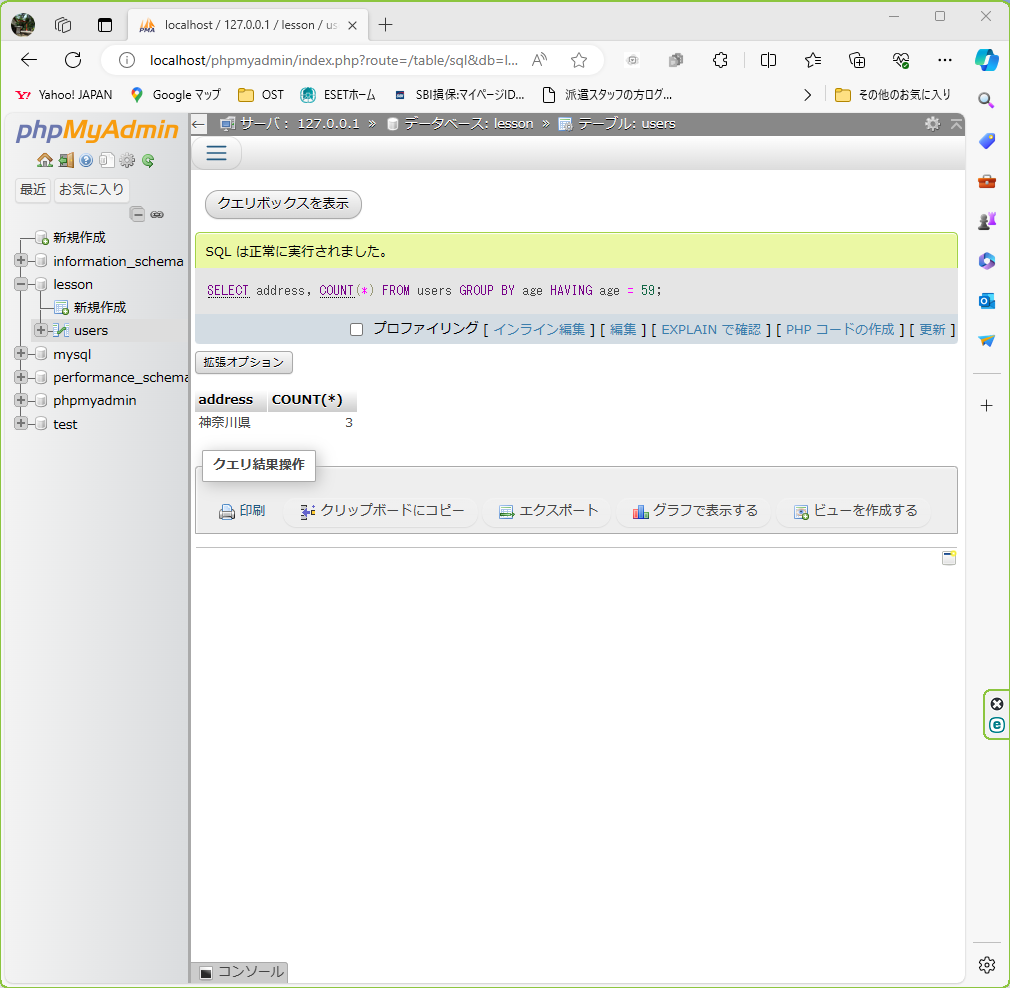 localhost / 127.0.0.1 / lesson / us
localhost/phpmyadmin/index.php?route=/table/sql&db=l...
Yahoo! JAPAN Google マップ OST ESETホーム SBI損保:マイページID... 派遣スタッフの方ログ... その他のお気に入り
phpMyAdmin
最近 お気に入り
新規作成
information_schema
lesson
新規作成
users
mysql
performance_schema
phpmyadmin
test
サーバ: 127.0.0.1 » データベース: lesson » テーブル: users
クエリボックスを表示
SQL は正常に実行されました。
SELECT address, COUNT(*) FROM users GROUP BY age HAVING age = 59;
プロファイリング [ インライン編集 ] [ 編集 ] [ EXPLAIN で確認 ] [ PHP コードの作成 ] [ 更新 ]
拡張オプション
address COUNT(*)
神奈川県 3
クエリ結果操作
印刷 クリップボードにコピー エクスポート グラフで表示する ビューを作成する
コンソール